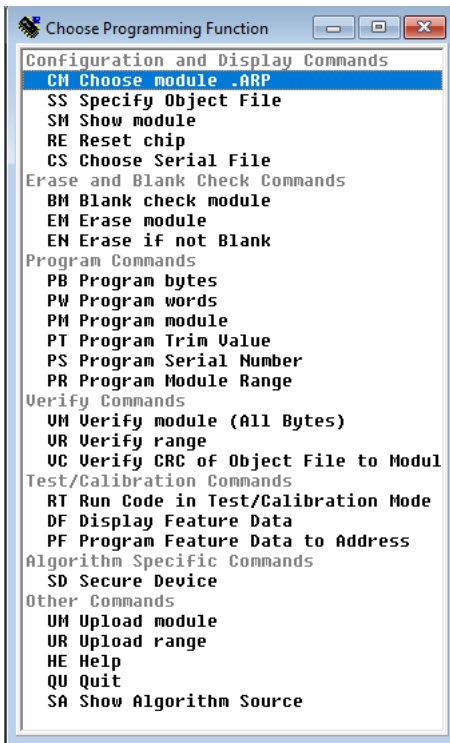 Choose Programming Function
Configuration and Display Commands
CM Choose module .ARP
SS Specify Object File
SM Show module
RE Reset chip
CS Choose Serial File
Erase and Blank Check Commands
BM Blank check module
EM Erase module
EN Erase if not Blank
Program Commands
PB Program bytes
PW Program words
PM Program module
PT Program Trim Value
PS Program Serial Number
PR Program Module Range
Verify Commands
VM Verify module (All Bytes)
VR Verify range
VC Verify CRC of Object File to Modul
Test/Calibration Commands
RT Run Code in Test/Calibration Mode
DF Display Feature Data
PF Program Feature Data to Address
Algorithm Specific Commands
SD Secure Device
Other Commands
UM Upload module
UR Upload range
HE Help
QU Quit
SA Show Algorithm Source